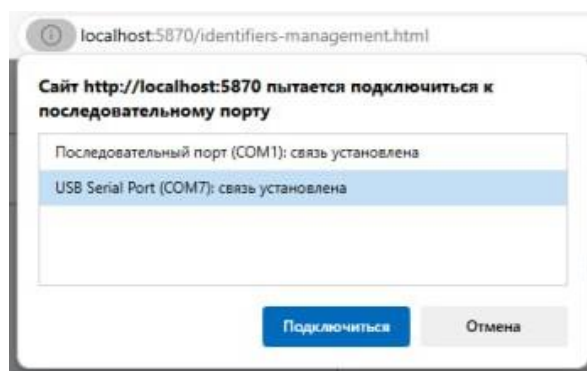 localhost:5870/identifiers-management.html
Сайт http://localhost:5870 пытается подключиться к
последовательному порту
Последовательный порт (COM1): связь установлена
USB Serial Port (COM7): связь установлена
Подключиться
Отмена